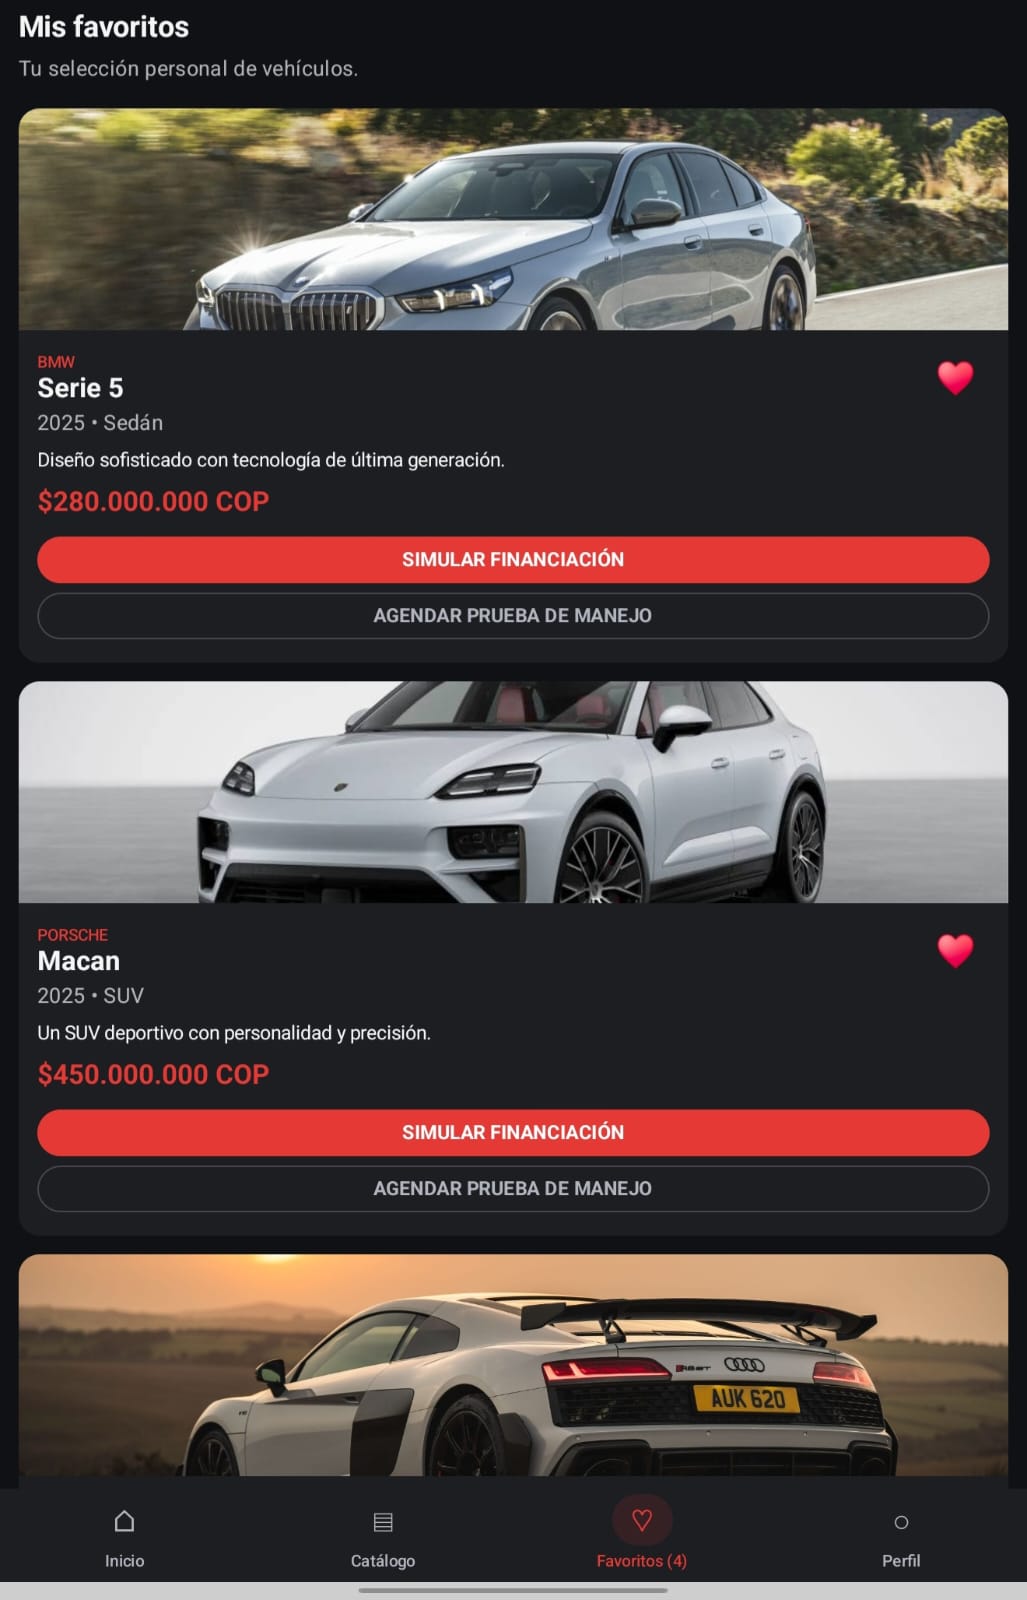 Mis favoritos
Tu selección personal de vehículos.
BMW
Serie 5
2025 • Sedán
Diseño sofisticado con tecnología de última generación.
$280.000.000 COP
SIMULAR FINANCIACIÓN
AGENDAR PRUEBA DE MANEJO
PORSCHE
Macan
2025 • SUV
Un SUV deportivo con personalidad y precisión.
$450.000.000 COP
SIMULAR FINANCIACIÓN
AGENDAR PRUEBA DE MANEJO
AUK 620
Inicio
Catálogo
Favoritos (4)
Perfil